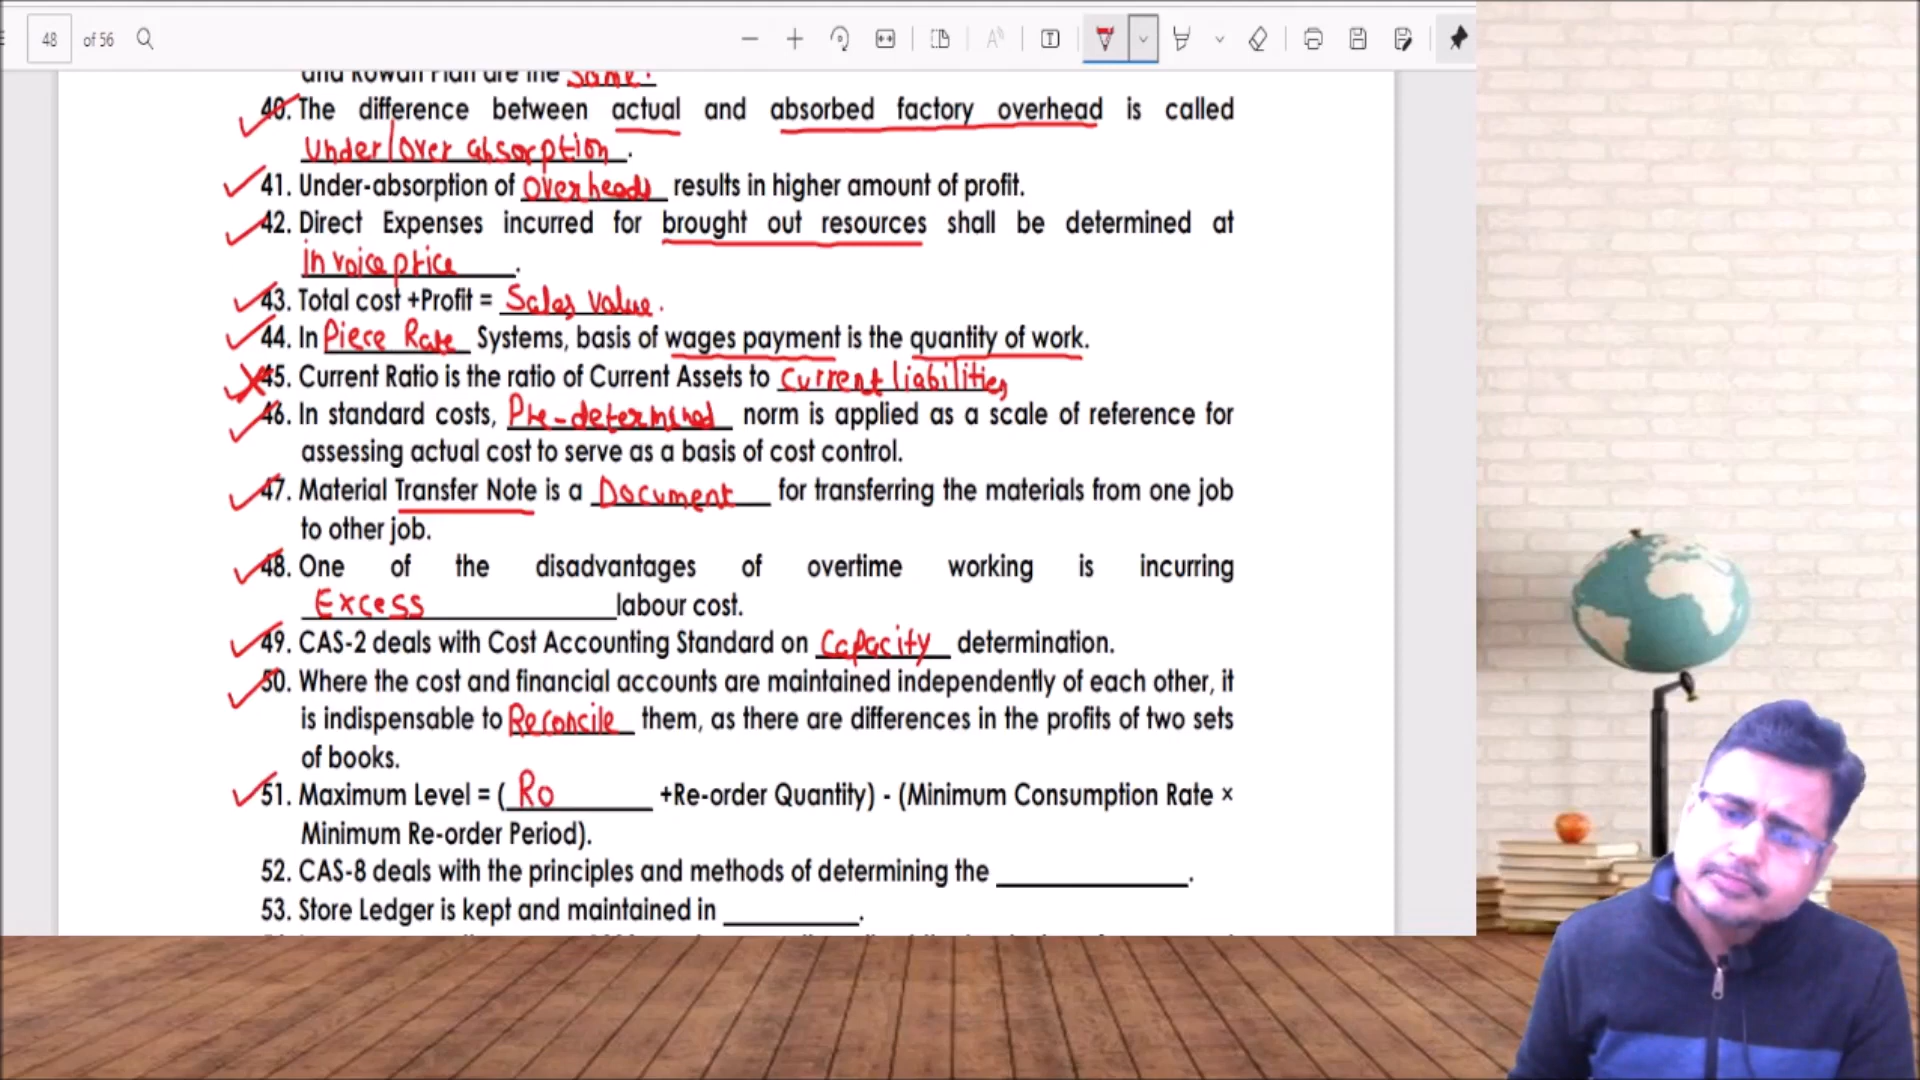 48 of 56
and Rowan Plan are the same.
40. The difference between actual and absorbed factory overhead is called
Under/Over absorption.
41. Under-absorption of Overheads results in higher amount of profit.
42. Direct Expenses incurred for brought out resources shall be determined at
invoice price.
43. Total cost +Profit = Sales Value.
44. In Piece Rate Systems, basis of wages payment is the quantity of work.
45. Current Ratio is the ratio of Current Assets to Current liabilities
46. In standard costs, Pre-determined norm is applied as a scale of reference for
assessing actual cost to serve as a basis of cost control.
47. Material Transfer Note is a Document for transferring the materials from one job
to other job.
48. One of the disadvantages of overtime working is incurring
Excess labour cost.
49. CAS-2 deals with Cost Accounting Standard on Capacity determination.
50. Where the cost and financial accounts are maintained independently of each other, it
is indispensable to Reconcile them, as there are differences in the profits of two sets
of books.
51. Maximum Level = (Ro +Re-order Quantity) - (Minimum Consumption Rate ×
Minimum Re-order Period).
52. CAS-8 deals with the principles and methods of determining the ______.
53. Store Ledger is kept and maintained in ______.